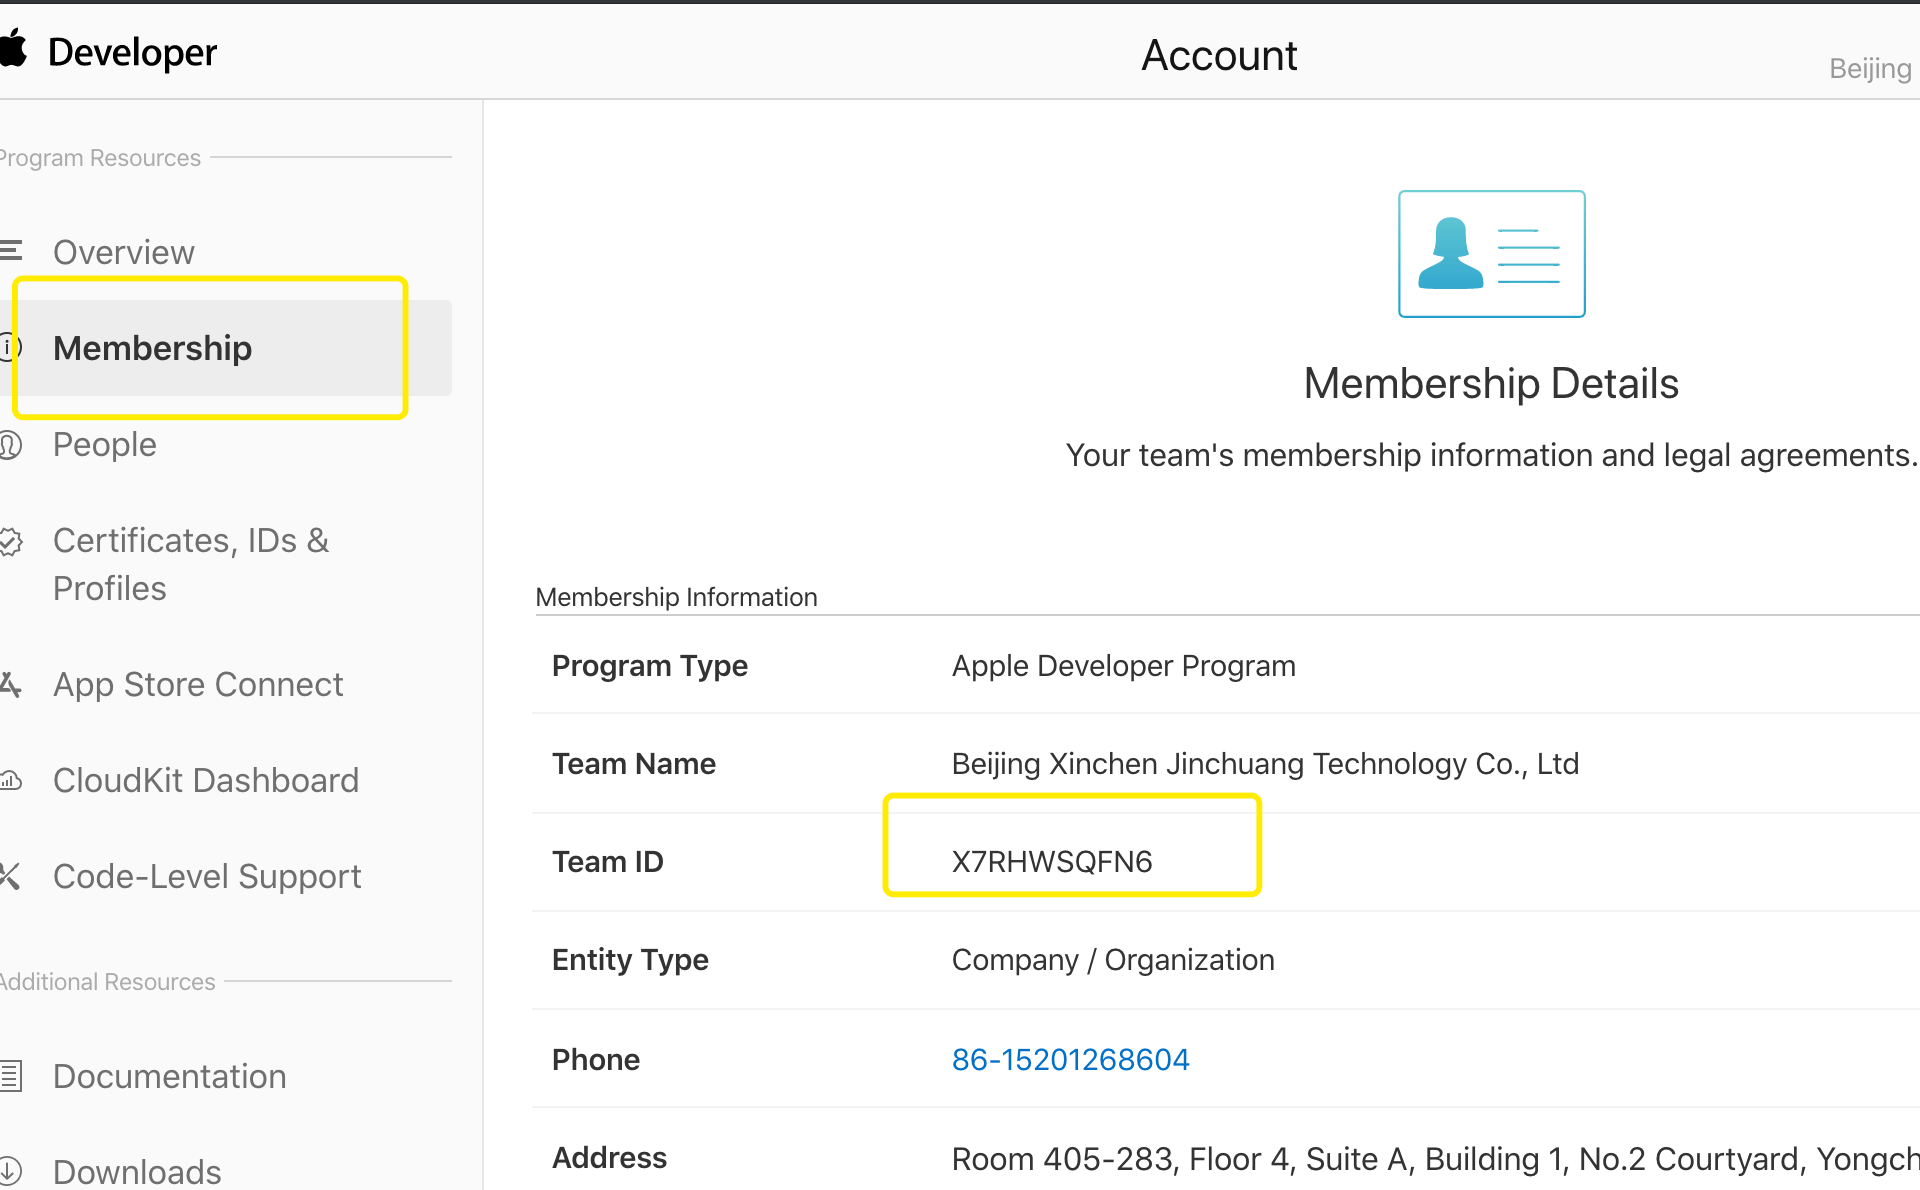 Developer
Account
Beijing
Program Resources
Overview
Membership
People
Certificates, IDs &
Profiles
App Store Connect
CloudKit Dashboard
Code-Level Support
Additional Resources
Documentation
Downloads
Membership Details
Your team's membership information and legal agreements.
Membership Information
Program Type Apple Developer Program
Team Name Beijing Xinchen Jinchuang Technology Co., Ltd
Team ID X7RHWSQFN6
Entity Type Company / Organization
Phone 86-15201268604
Address Room 405-283, Floor 4, Suite A, Building 1, No.2 Courtyard,